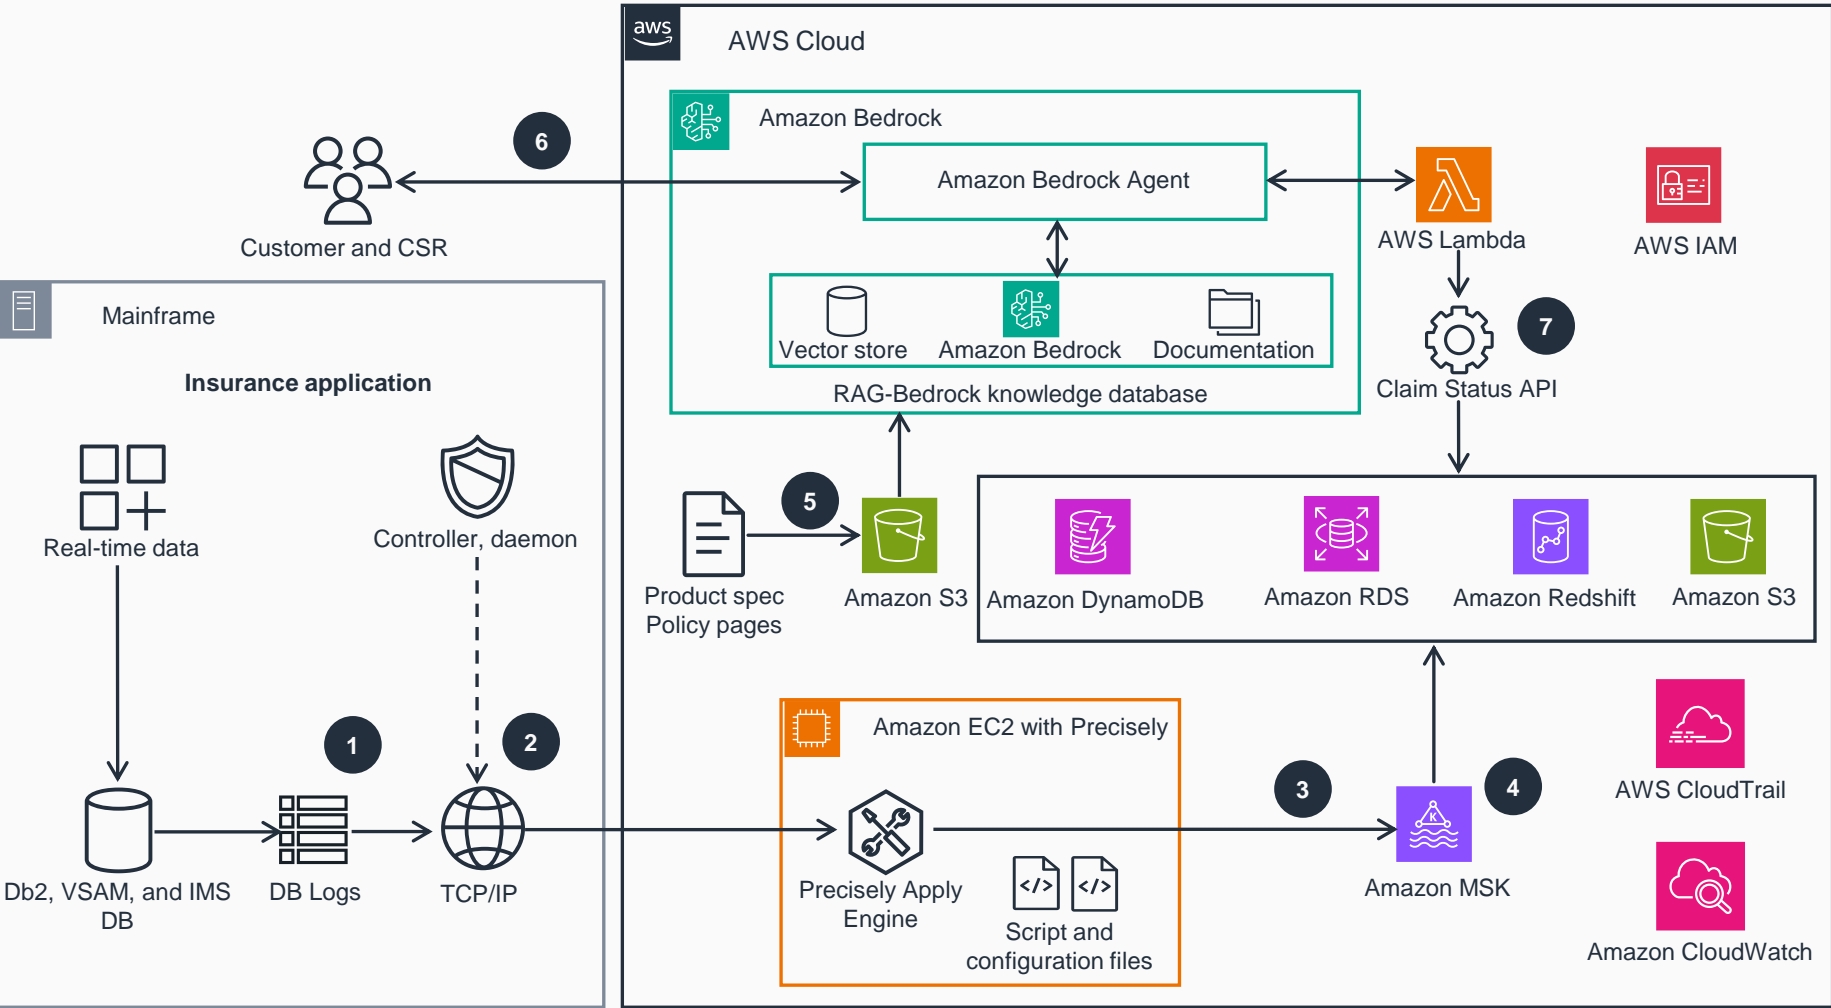 aws
AWS Cloud
Amazon Bedrock
6
Amazon Bedrock Agent
Customer and CSR
AWS Lambda
AWS IAM
Mainframe
Vector store
Amazon Bedrock
Documentation
7
Claim Status API
Insurance application
RAG-Bedrock knowledge database
Real-time data
Controller, daemon
5
Product spec
Policy pages
Amazon S3
Amazon DynamoDB
Amazon RDS
Amazon Redshift
Amazon S3
1
2
Amazon EC2 with Precisely
3
4
K
AWS CloudTrail
Db2, VSAM, and IMS
DB
DB Logs
TCP/IP
Precisely Apply
Engine
</>
</>
Script and
configuration files
Amazon MSK
Amazon CloudWatch